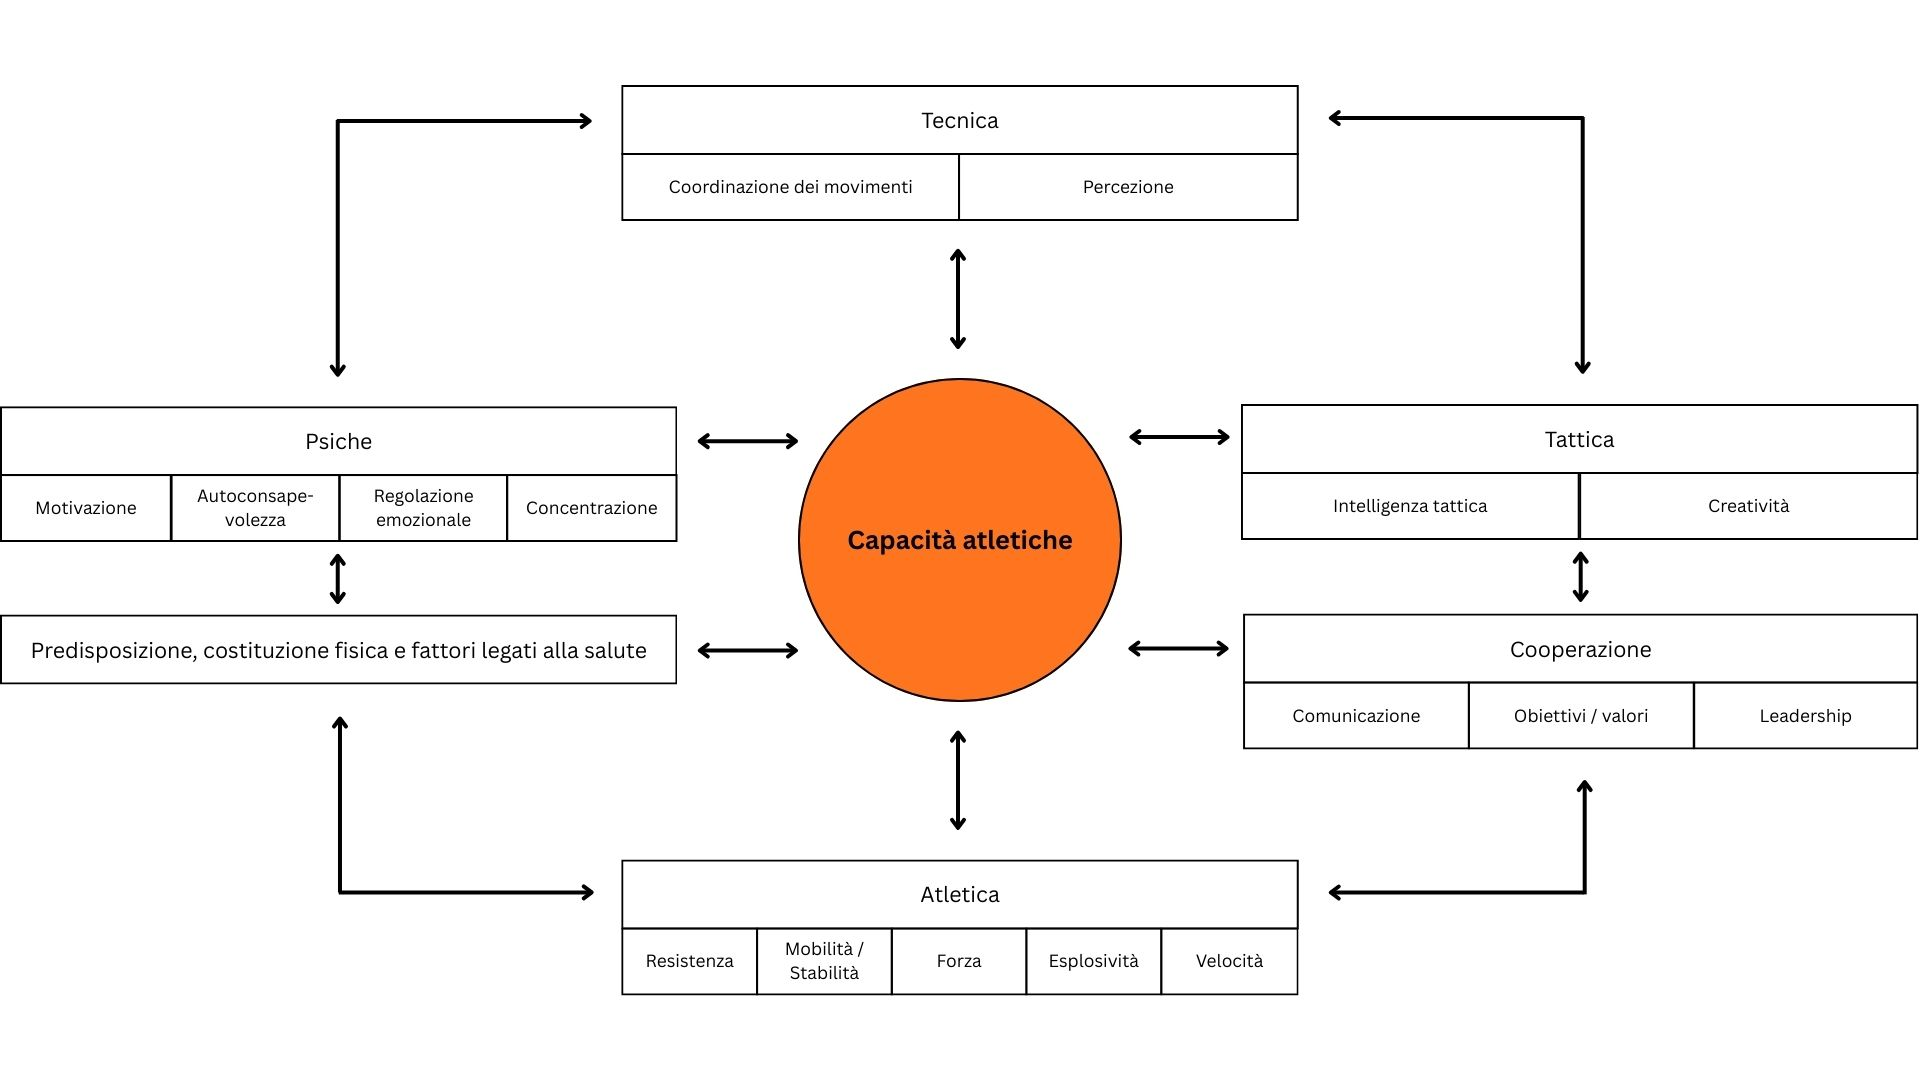 Tecnica
Coordinazione dei movimenti
Percezione
Psiche
Motivazione
Autoconsape-
volezza
Regolazione
emozionale
Concentrazione
Predisposizione, costituzione fisica e fattori legati alla salute
Capacità atletiche
Tattica
Intelligenza tattica
Creatività
Cooperazione
Comunicazione
Obiettivi / valori
Leadership
Atletica
Resistenza
Mobilità /
Stabilità
Forza
Esplosività
Velocità